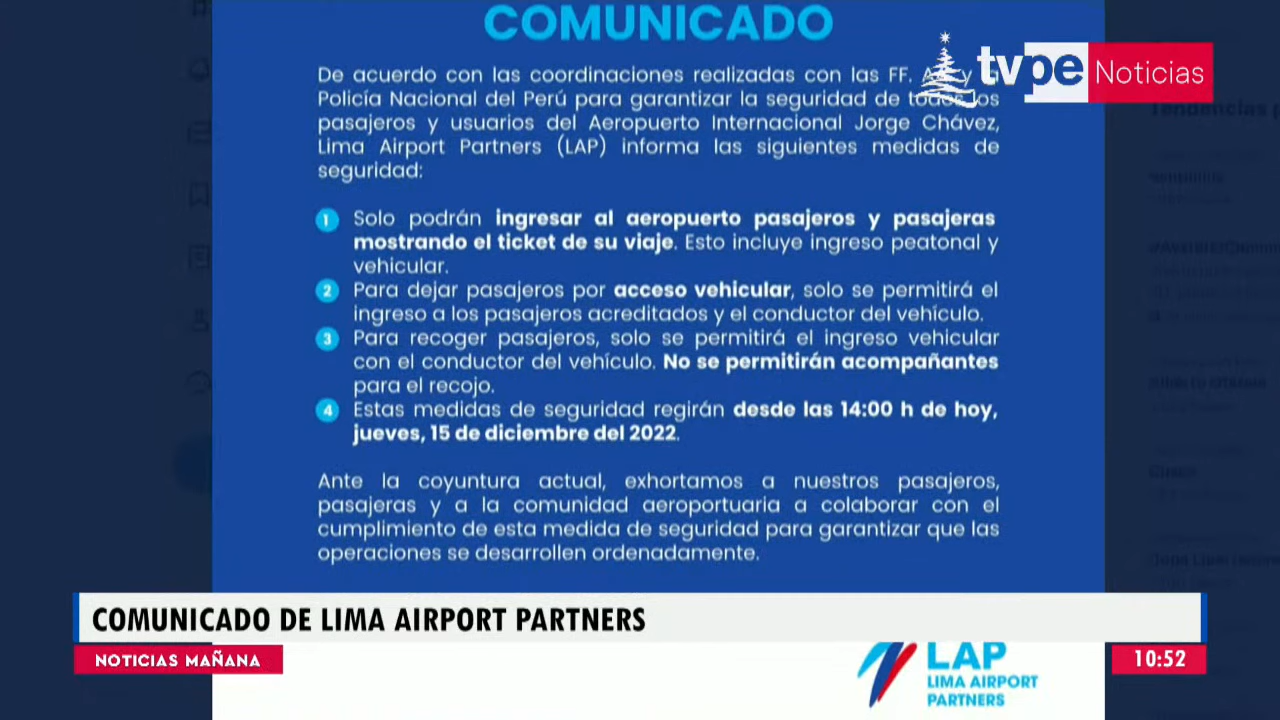 COMUNICADO
tvpe Noticias
De acuerdo con las coordinaciones realizadas con las FF. AA. y
Policía Nacional del Perú para garantizar la seguridad de todos los
pasajeros y usuarios del Aeropuerto Internacional Jorge Chávez,
Lima Airport Partners (LAP) informa las siguientes medidas de
seguridad:
1 Solo podrán ingresar al aeropuerto pasajeros y pasajeras
mostrando el ticket de su viaje. Esto incluye ingreso peatonal y
vehicular.
2 Para dejar pasajeros por acceso vehicular, solo se permitirá el
ingreso a los pasajeros acreditados y el conductor del vehículo.
3 Para recoger pasajeros, solo se permitirá el ingreso vehicular
con el conductor del vehículo. No se permitirán acompañantes
para el recojo.
4 Estas medidas de seguridad regirán desde las 14:00 h de hoy,
jueves, 15 de diciembre del 2022.
Ante la coyuntura actual, exhortamos a nuestros pasajeros,
pasajeras y a la comunidad aeroportuaria a colaborar con el
cumplimiento de esta medida de seguridad para garantizar que las
operaciones se desarrollen ordenadamente.
COMUNICADO DE LIMA AIRPORT PARTNERS
NOTICIAS MAÑANA
10:52
LAP
LIMA AIRPORT
PARTNERS